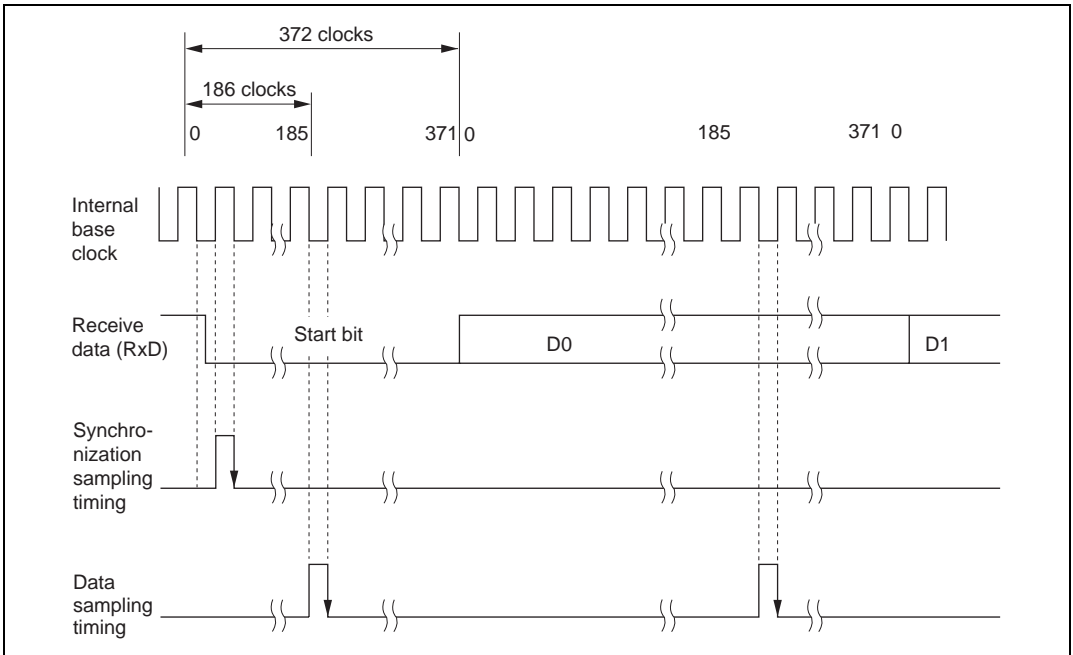 372 clocks
186 clocks
0 185 371 0 185 371 0
Internal
base
clock
Receive
data (RxD)
Start bit
D0
D1
Synchro-
nization
sampling
timing
Data
sampling
timing